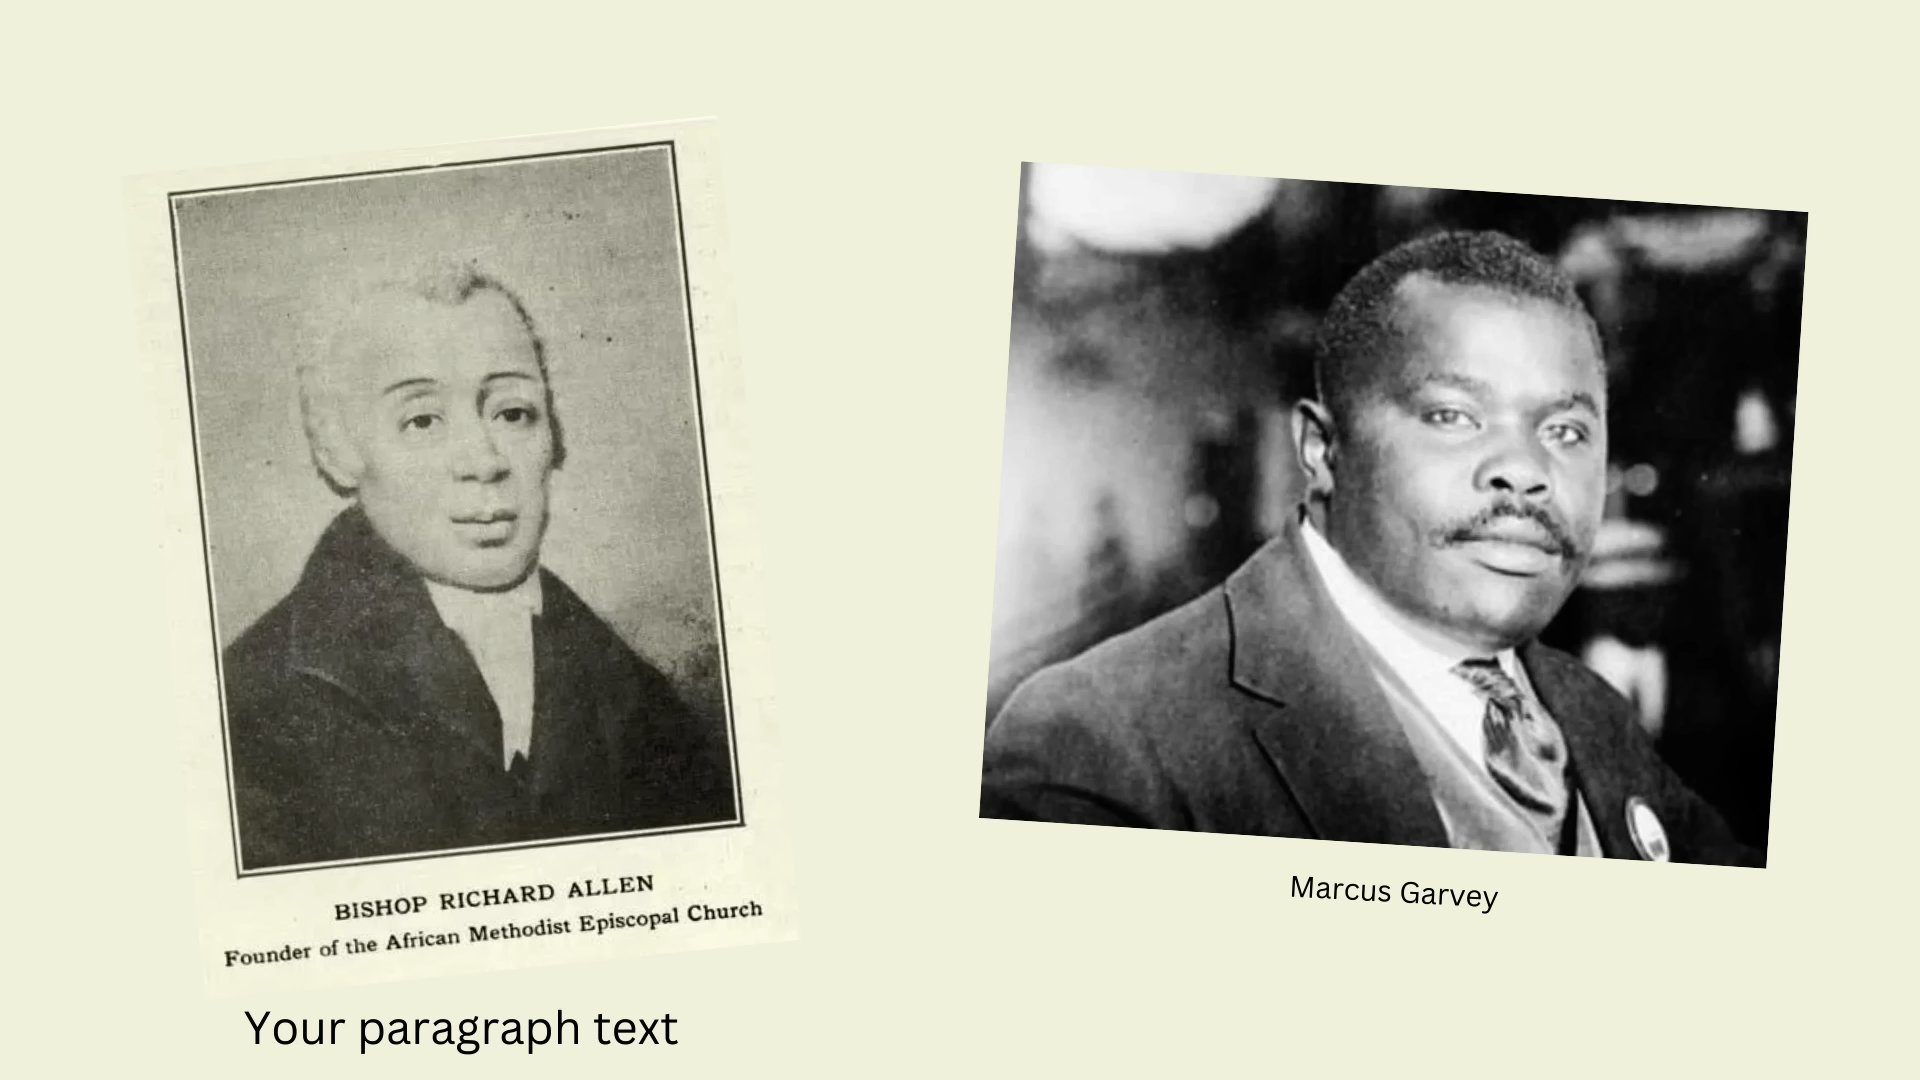 BISHOP RICHARD ALLEN
Founder of the African Methodist Episcopal Church
Your paragraph text
Marcus Garvey